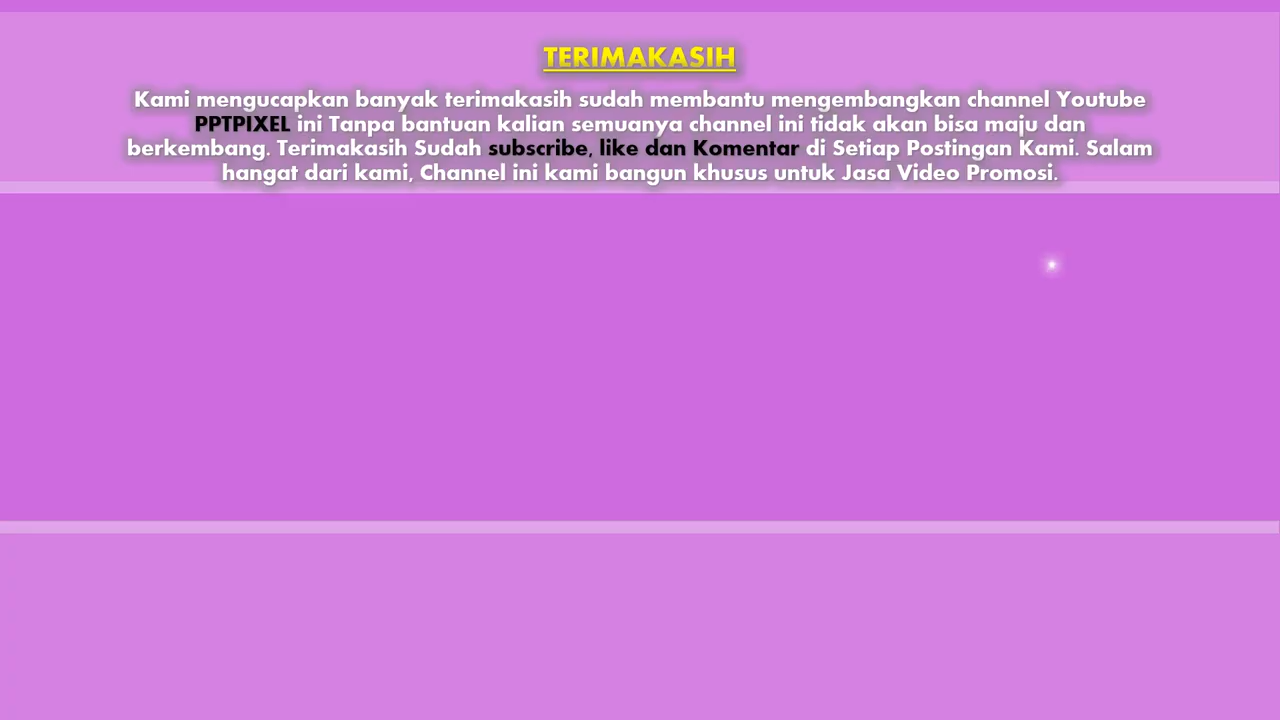 TERIMAKASIH
Kami mengucapkan banyak terimakasih sudah membantu mengembangkan channel Youtube
PPTPIXEL ini Tanpa bantuan kalian semuanya channel ini tidak akan bisa maju dan
berkembang. Terimakasih Sudah subscribe, like dan Komentar di Setiap Postingan Kami. Salam
hangat dari kami, Channel ini kami bangun khusus untuk Jasa Video Promosi.